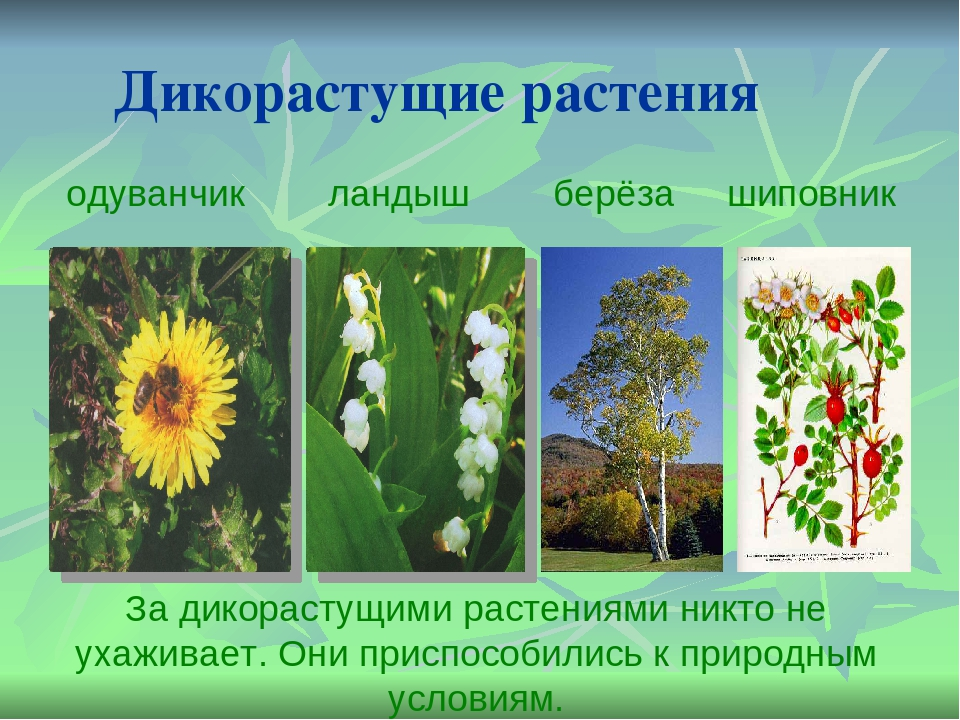 Дикорастущие растения
одуванчик ландыш берёза шиповник
За дикорастущими растениями никто не
ухаживает. Они приспособились к природным
условиям.